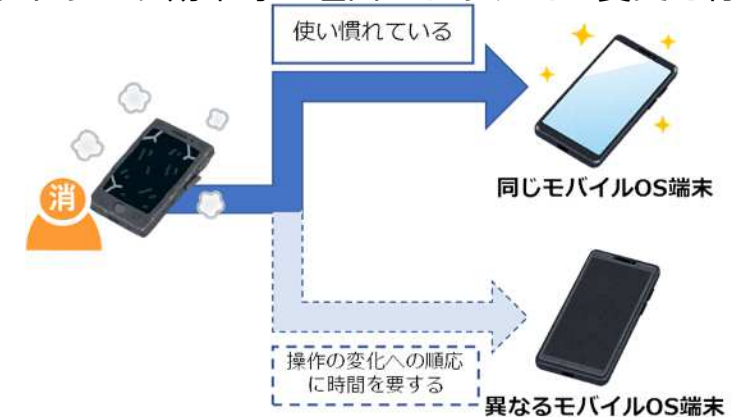 使い慣れている
消
同じモバイルOS端末
操作の変化への順応
に時間を要する
異なるモバイルOS端末